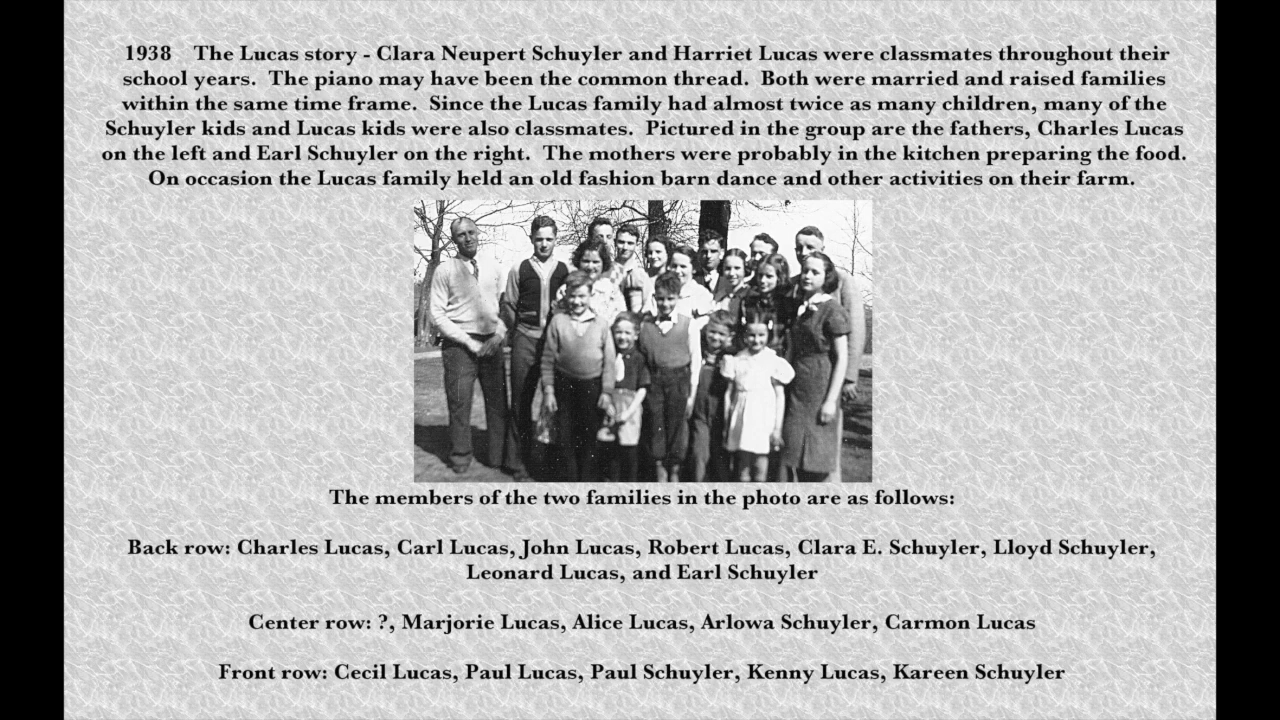 1938    The Lucas story - Clara Neupert Schuyler and Harriet Lucas were classmates throughout their
school years.  The piano may have been the common thread.  Both were married and raised families
within the same time frame.  Since the Lucas family had almost twice as many children, many of the
Schuyler kids and Lucas kids were also classmates.  Pictured in the group are the fathers, Charles Lucas
on the left and Earl Schuyler on the right.  The mothers were probably in the kitchen preparing the food.
On occasion the Lucas family held an old fashion barn dance and other activities on their farm.
The members of the two families in the photo are as follows:
Back row: Charles Lucas, Carl Lucas, John Lucas, Robert Lucas, Clara E. Schuyler, Lloyd Schuyler,
Leonard Lucas, and Earl Schuyler
Center row: ?, Marjorie Lucas, Alice Lucas, Arlowa Schuyler, Carmon Lucas
Front row: Cecil Lucas, Paul Lucas, Paul Schuyler, Kenny Lucas, Kareen Schuyler